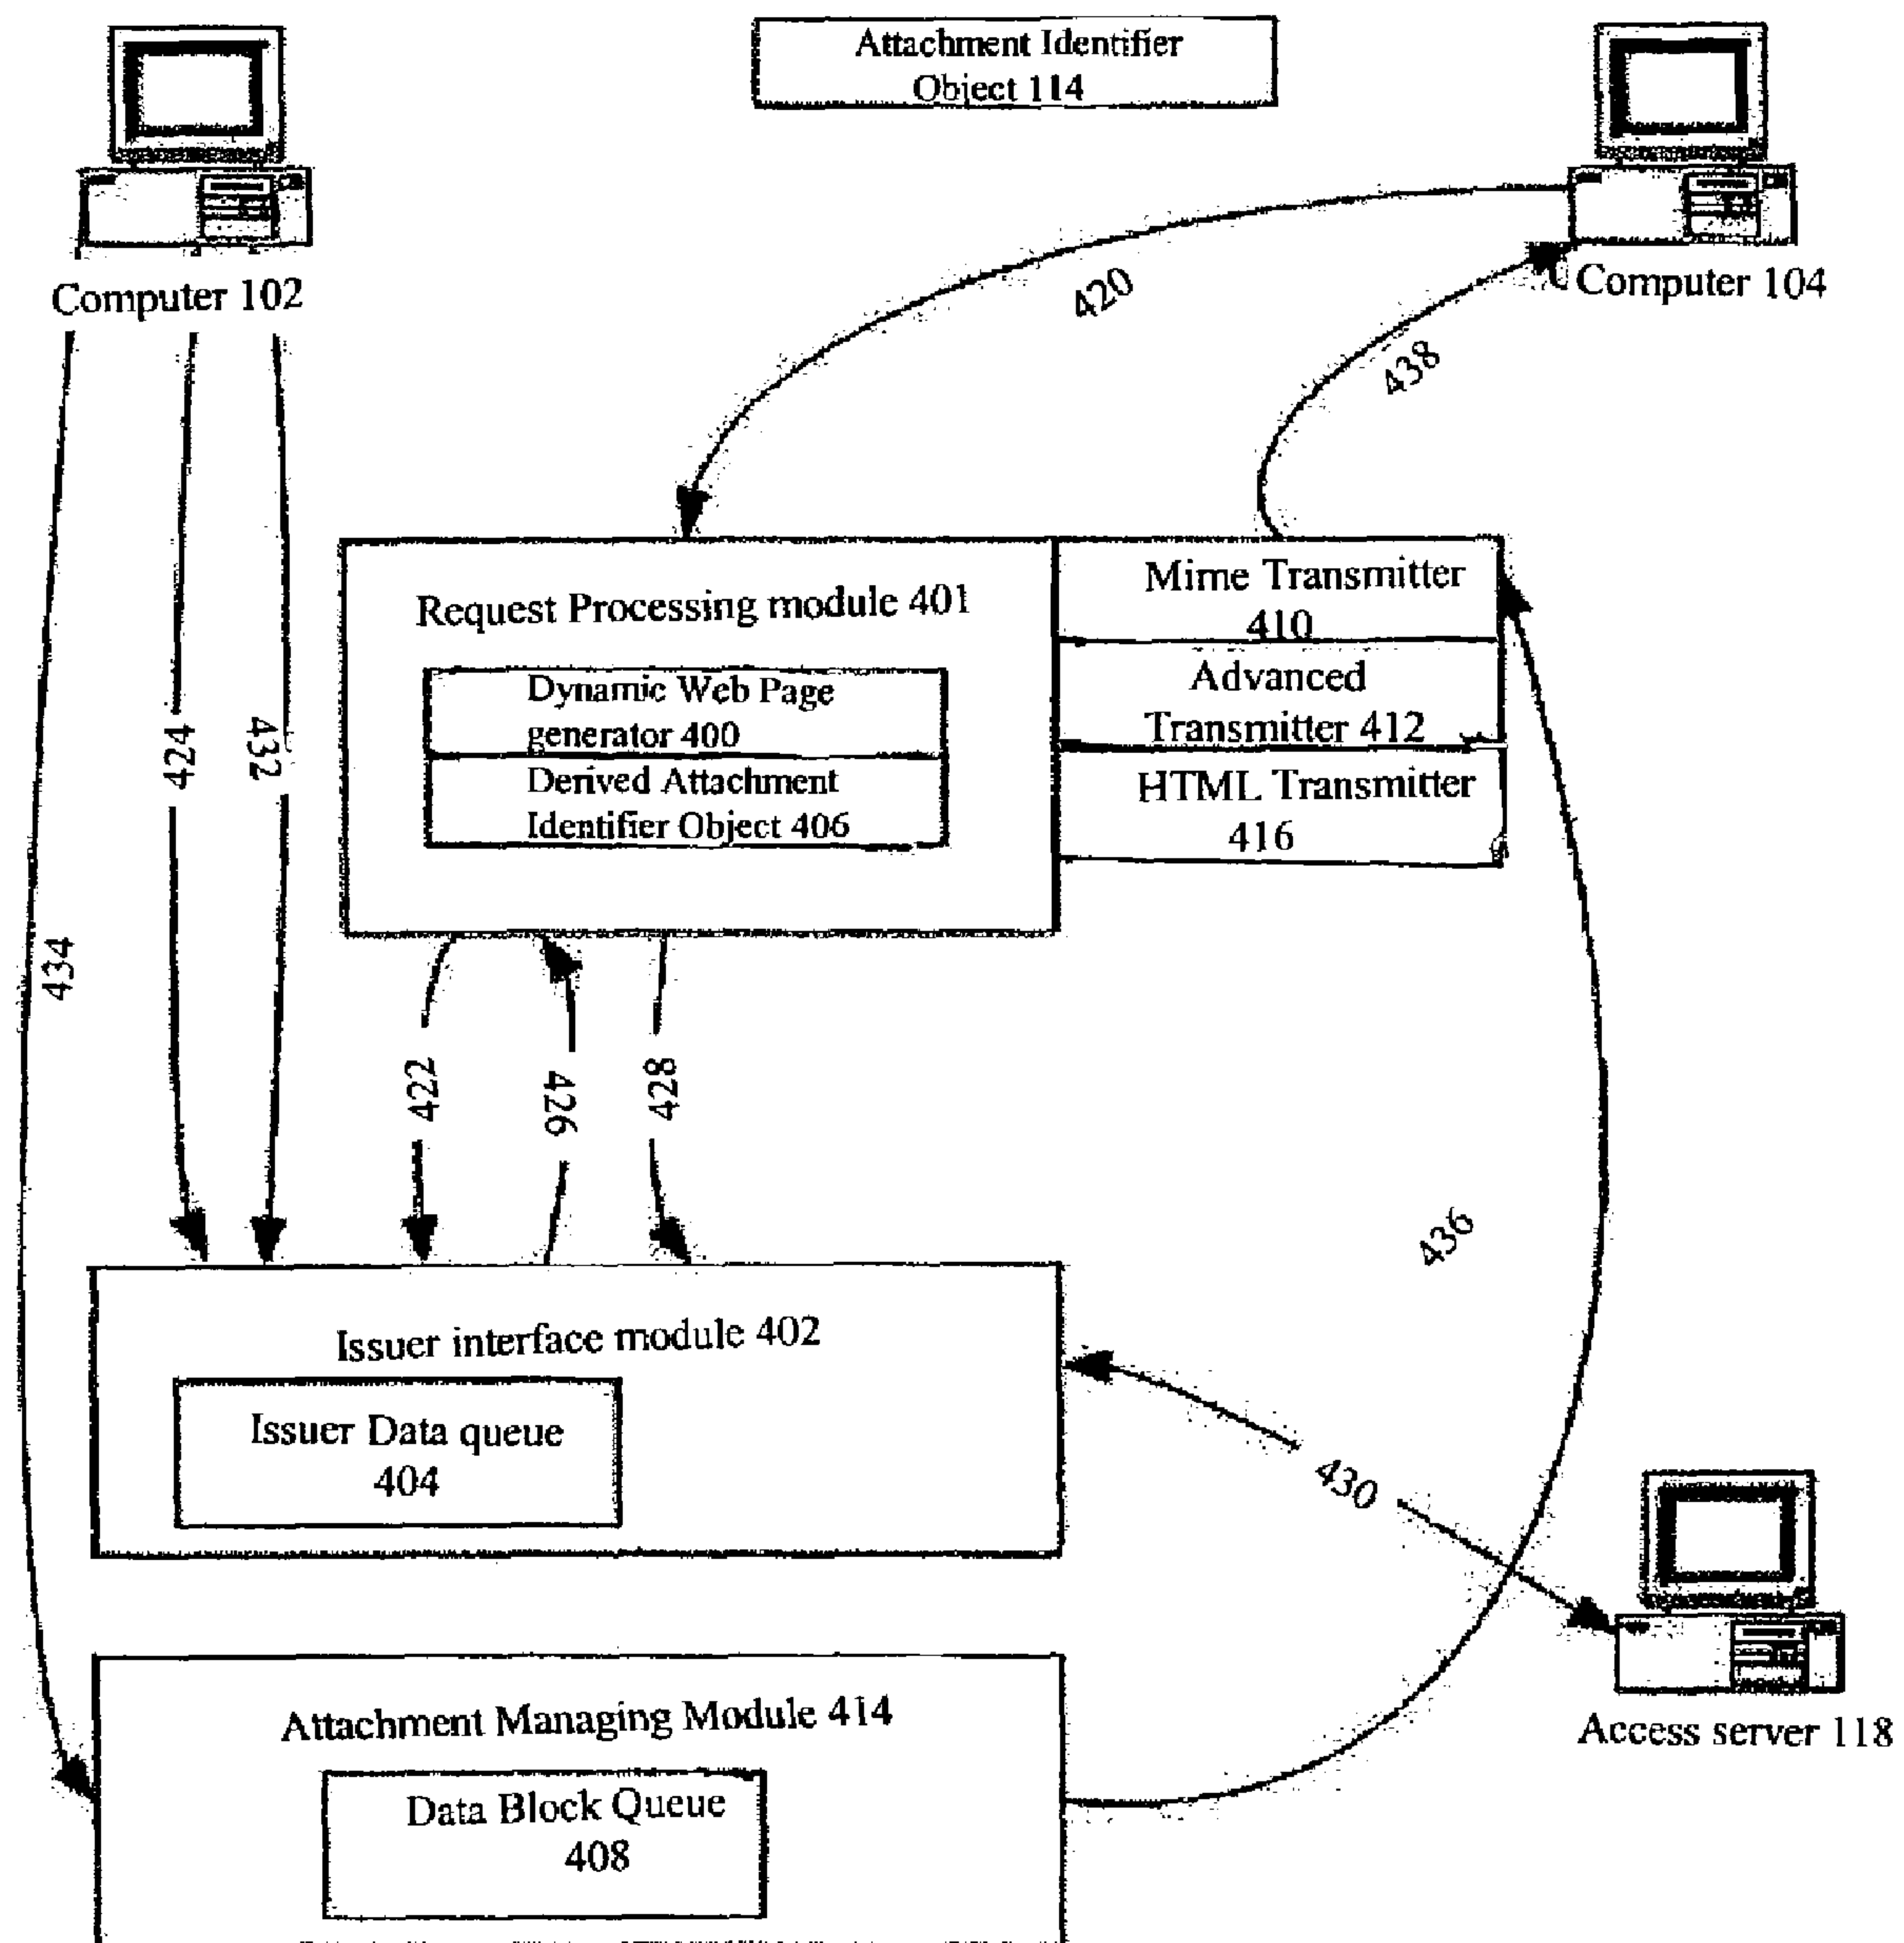 Attachment Identifier
Object 114
Computer 102
Computer 104
420
438
Request Processing module 401
Dynamic Web Page
generator 400
Derived Attachment
Identifier Object 406
Mime Transmitter
410
Advanced
Transmitter 412
HTML Transmitter
416
424
432
434
422
426
428
436
Issuer interface module 402
Issuer Data queue
404
430
Access server 118
Attachment Managing Module 414
Data Block Queue
408